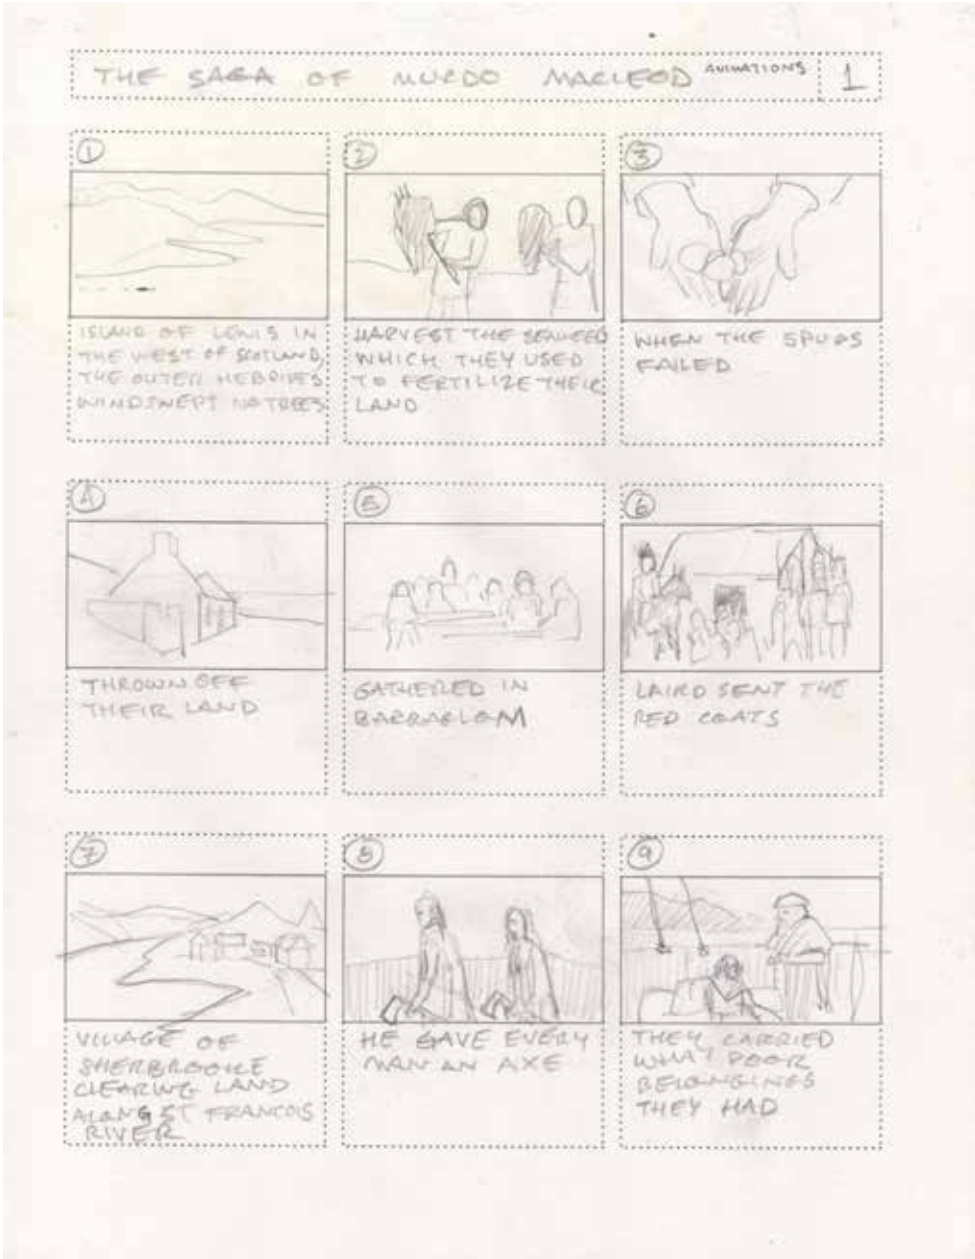 THE SAGA OF MURDO MACLEOD ANIMATIONS 1
1
ISLAND OF LEWIS IN
THE WEST OF SCOTLAND,
THE OUTER HEBRIDES
WINDSWEPT NO TREES
2
HARVEST THE SEAWEED
WHICH THEY USED
TO FERTILIZE THEIR
LAND
3
WHEN THE SPUDS
FAILED
4
THROWN OFF
THEIR LAND
5
GATHERED IN
6
LAIRD SENT THE
RED COATS
7
VILLAGE OF
SHERBROOKE
CLEARING LAND
ALONG ST FRANCOIS
RIVER
8
HE GAVE EVERY
MAN AN AXE
9
THEY CARRIED
WHAT POOR
BELONGINGS
THEY HAD